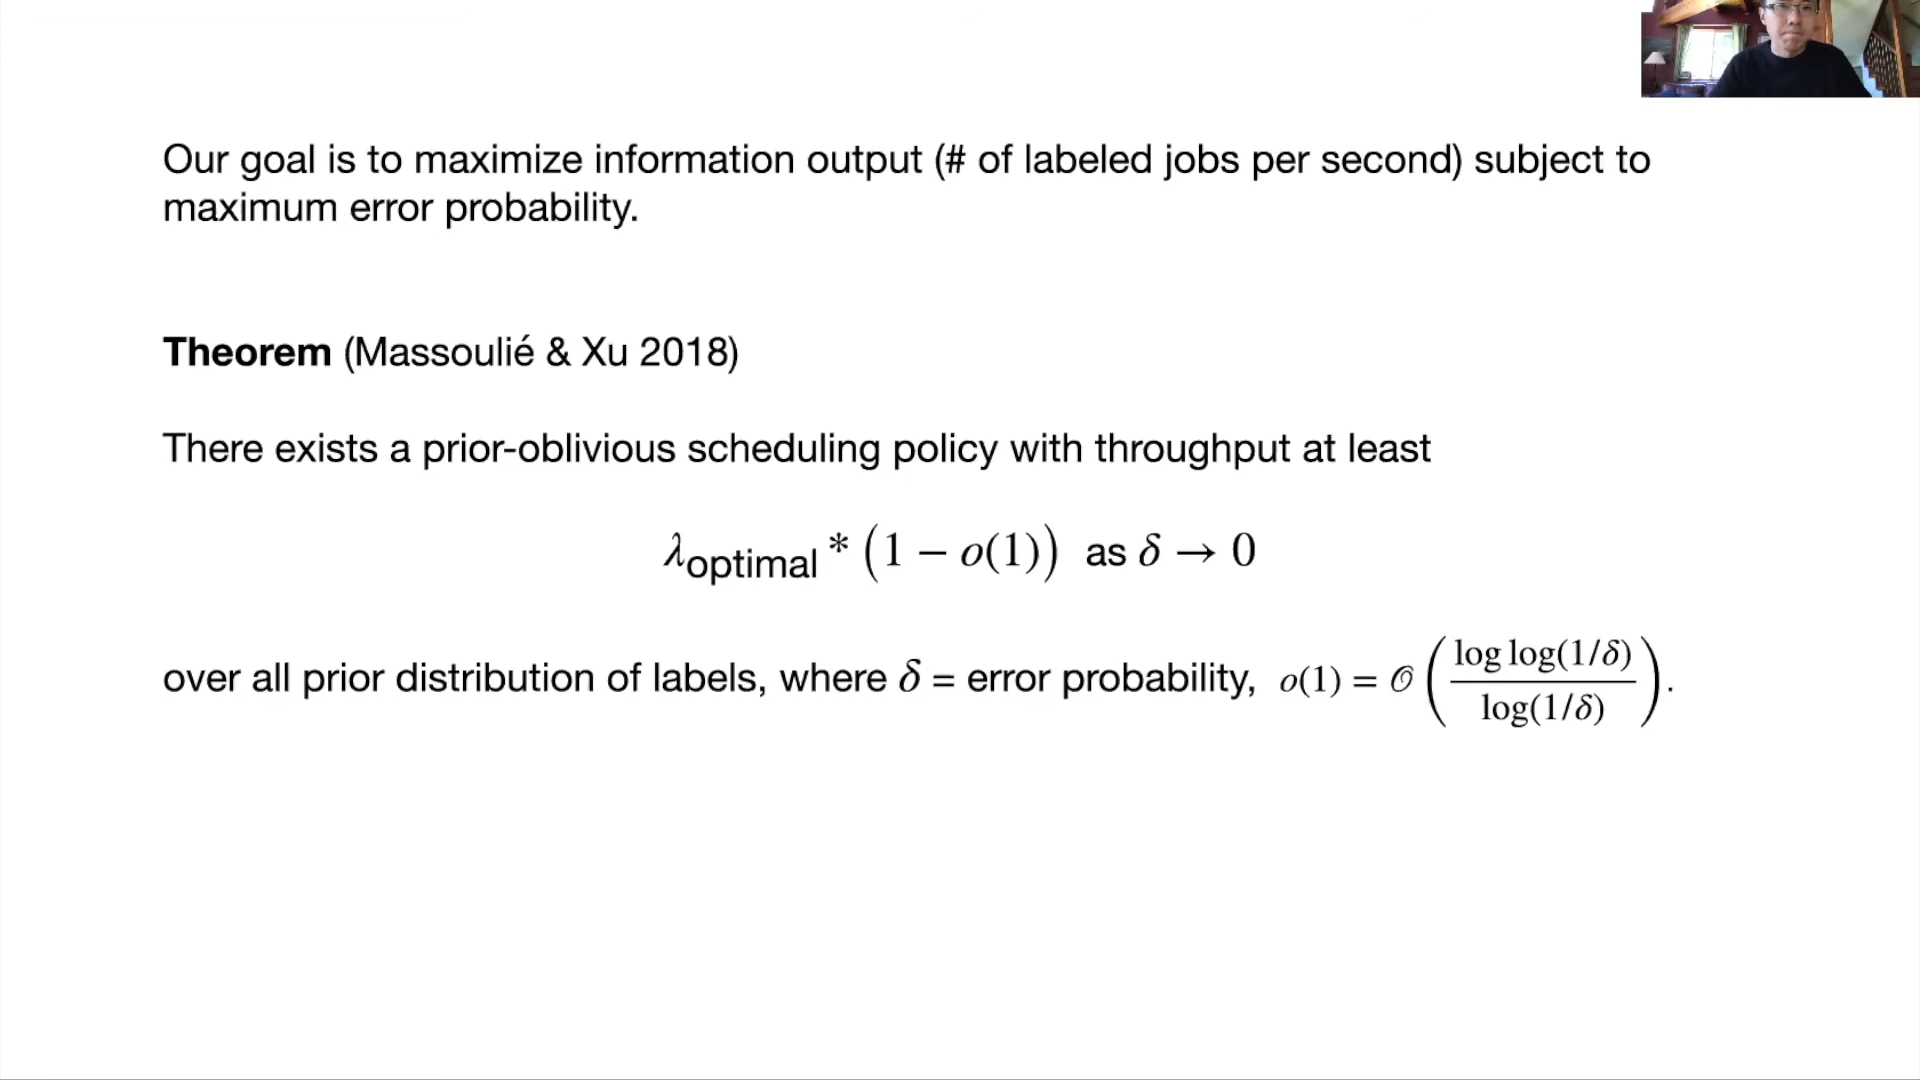 Our goal is to maximize information output (# of labeled jobs per second) subject to
maximum error probability.
Theorem (Massoulié & Xu 2018)
There exists a prior-oblivious scheduling policy with throughput at least
λ_optimal * (1 − o(1)) as δ → 0
over all prior distribution of labels, where δ = error probability, o(1) = 𝒪 ( log log(1/δ) / log(1/δ) ).